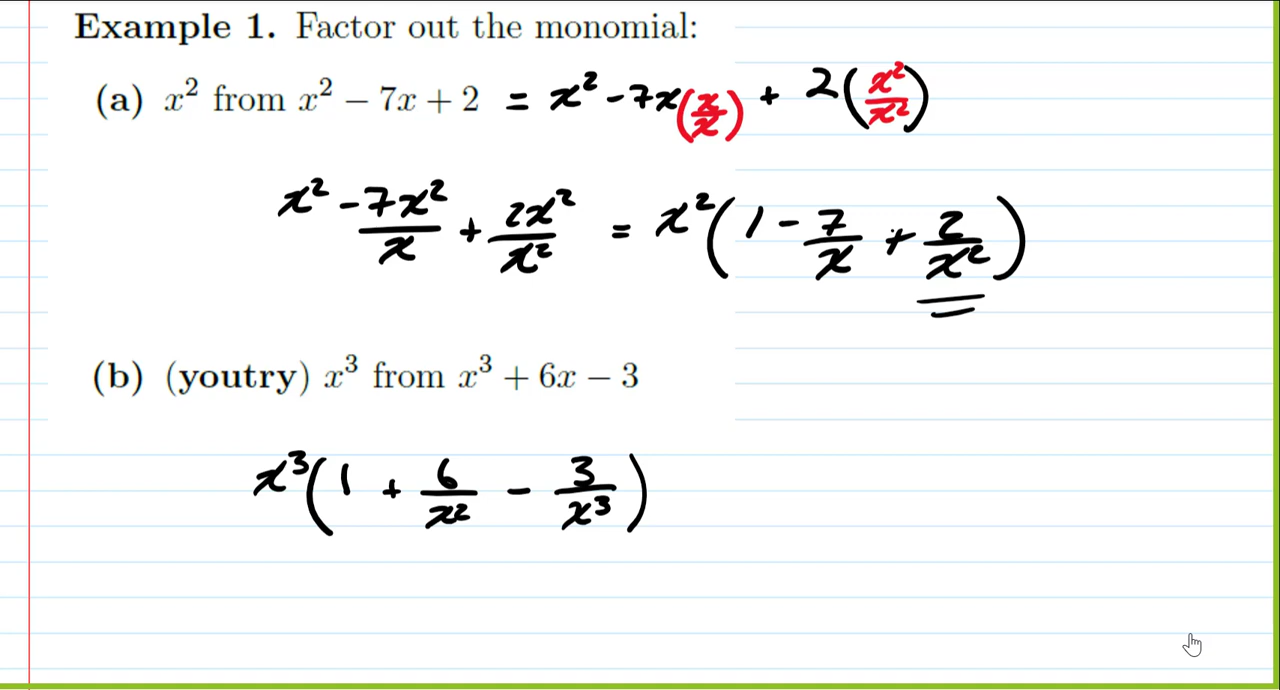 Example 1. Factor out the monomial:
(a) x² from x² − 7x + 2 = x² - 7x(x/x) + 2(x²/x²)
x² - 7x²/x + 2x²/x² = x²(1 - 7/x + 2/x²)
(b) (youtry) x³ from x³ + 6x − 3
x³(1 + 6/x² - 3/x³)